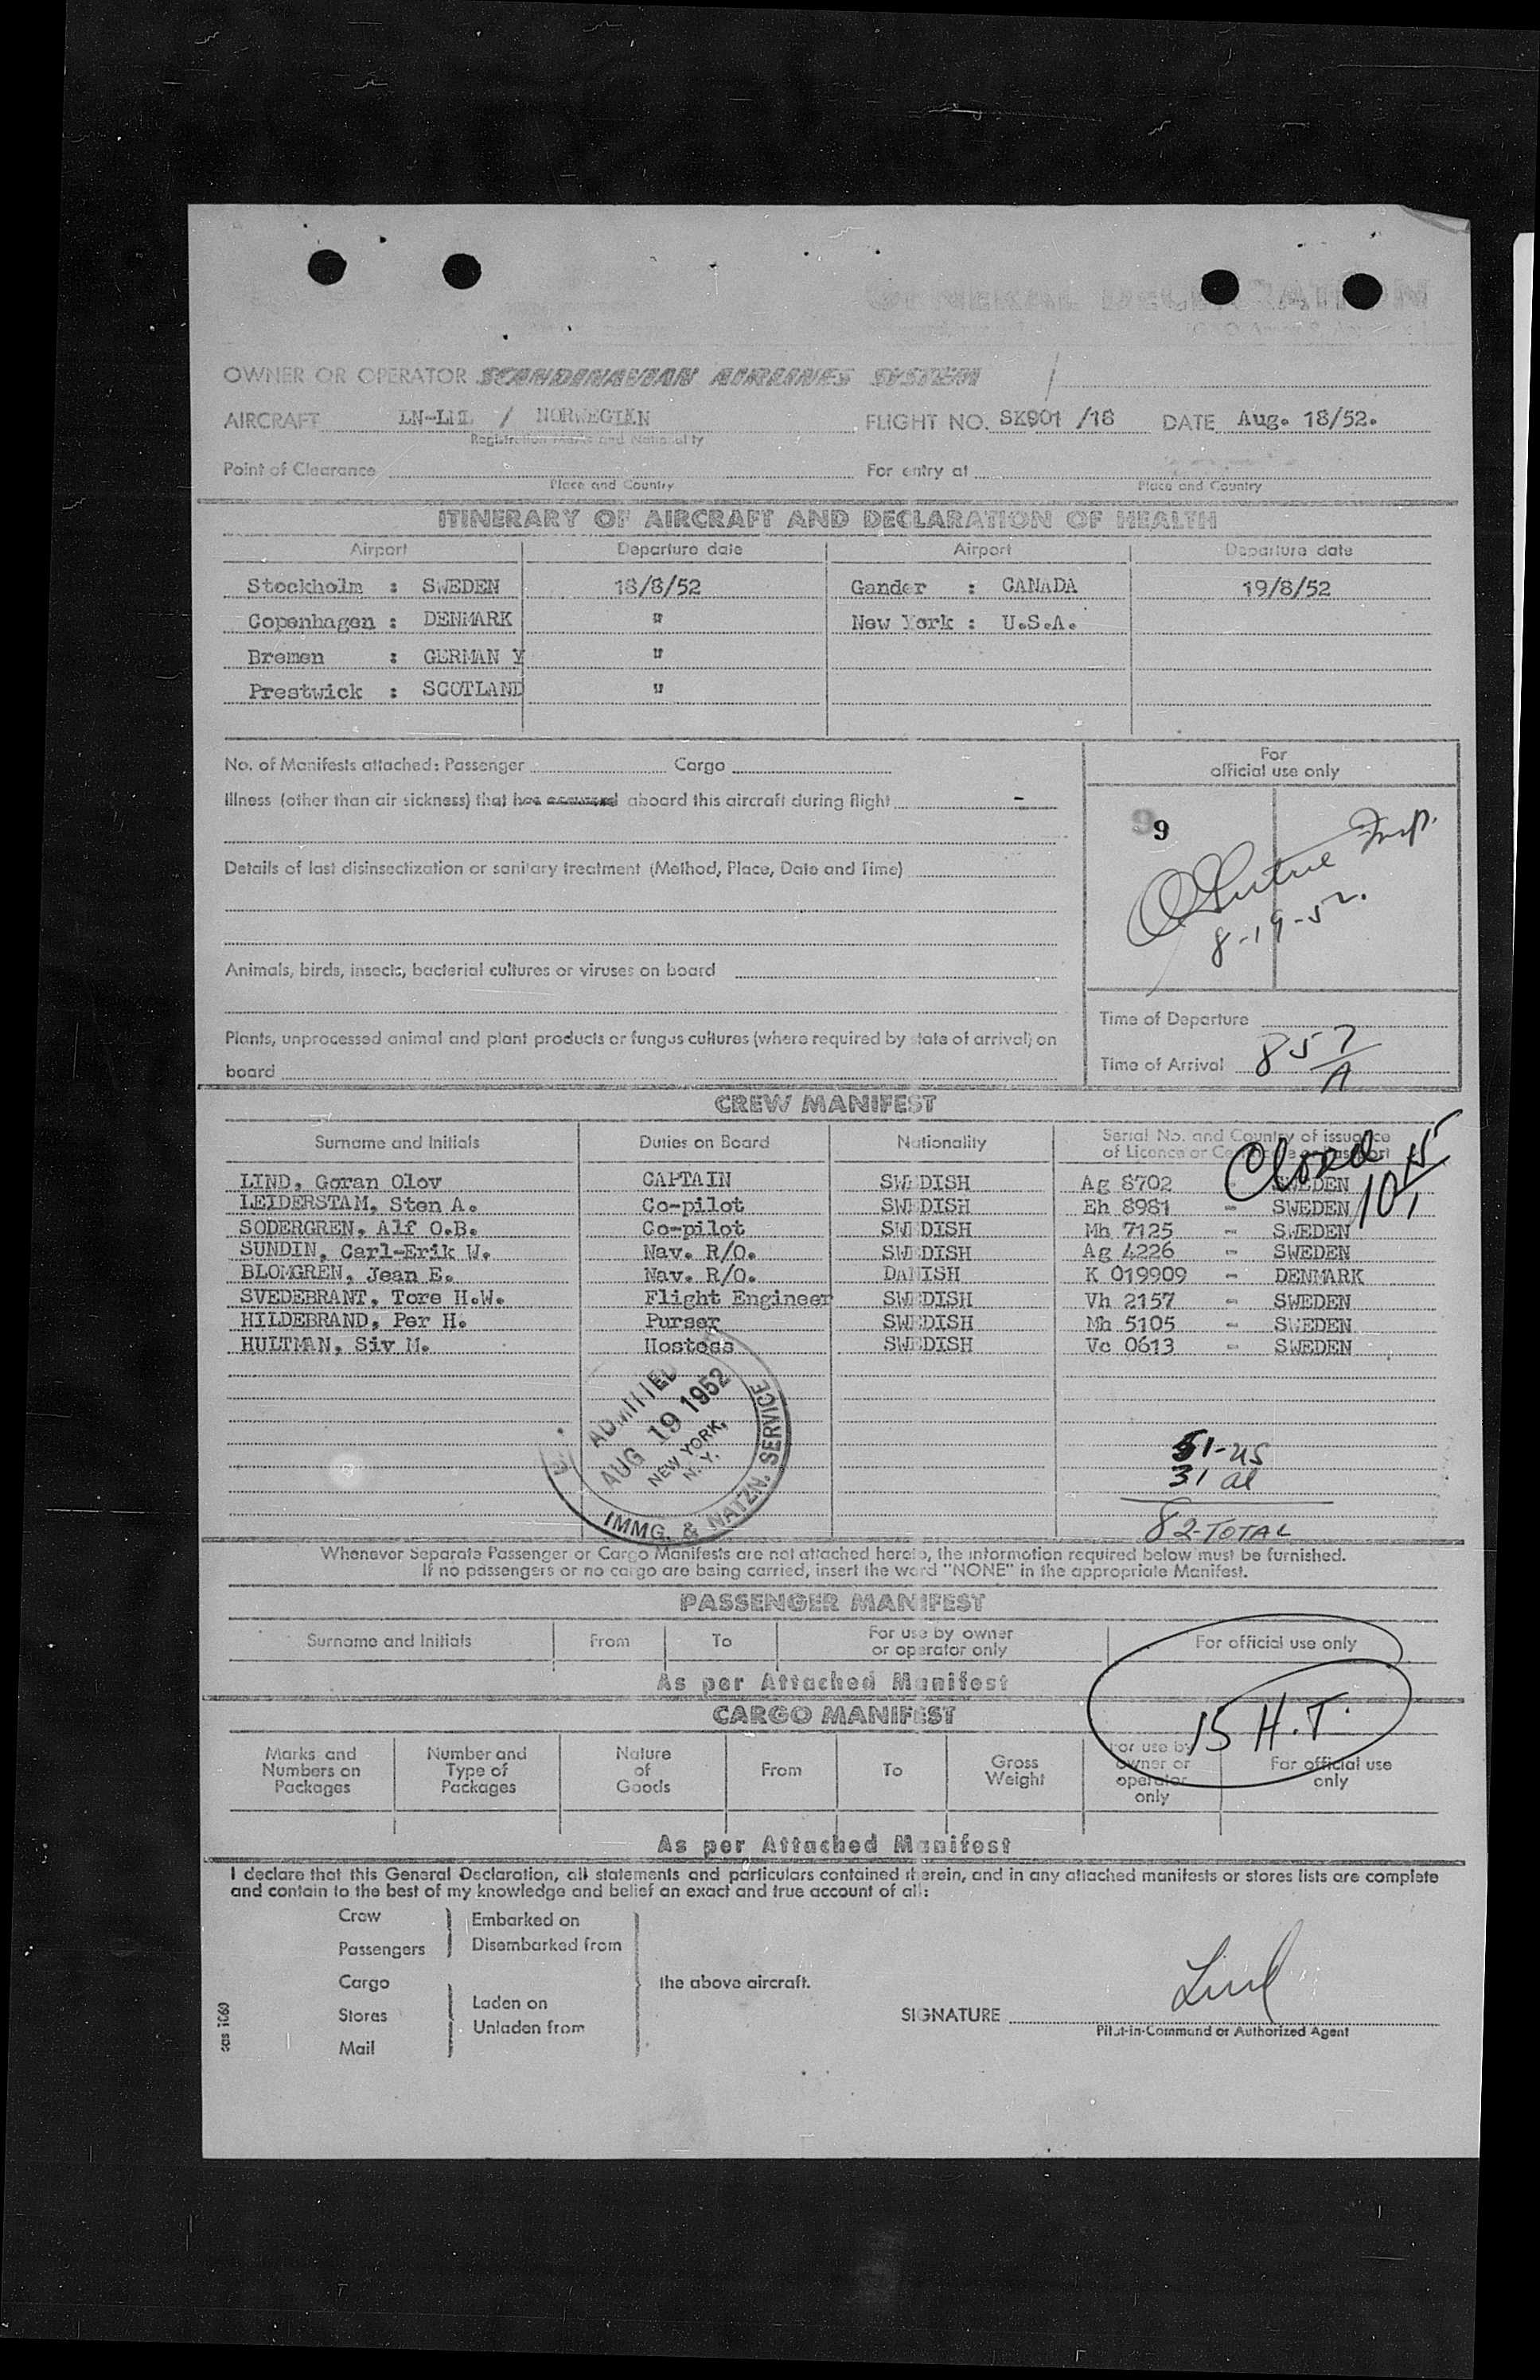 GENERAL DECLARATION
OWNER OR OPERATOR SCANDINAVIAN AIRLINES SYSTEM
AIRCRAFT / NORWEGIAN FLIGHT NO. SK901 /18 DATE Aug. 18/52.
Registration Marks and Nationality
Point of Clearance For entry at
Place and Country Place and Country
ITINERARY OF AIRCRAFT AND DECLARATION OF HEALTH
Airport Departure date Airport Departure date
Stockholm : SWEDEN 18/8/52 Gander : CANADA 19/8/52
Copenhagen : DENMARK " New York : U.S.A.
Bremen : GERMAN Y "
Prestwick : SCOTLAND "
No. of Manifests attached: Passenger Cargo
For
official use only
Illness (other than air sickness) that has occurred aboard this aircraft during flight -
99
Insp.
8-19-52.
Details of last disinsectization or sanitary treatment (Method, Place, Date and Time)
Animals, birds, insects, bacterial cultures or viruses on board
Plants, unprocessed animal and plant products or fungus cultures (where required by state of arrival) on
board
Time of Departure
Time of Arrival 857 A
CREW MANIFEST
Surname and Initials Duties on Board Nationality Serial No. and Country of issuance
of Licence or Certificate or Passport
Closed 10 15
LIND, Goran Olov CAPTAIN SWEDISH Ag 8702 - SWEDEN
LEIDERSTAM, Sten A. Co-pilot SWEDISH Eh 8981 - SWEDEN
SODERGREN, Alf O.B. Co-pilot SWEDISH Mh 7125 - SWEDEN
SUNDIN, Carl-Erik W. Nav. R/O. SWEDISH Ag 4226 - SWEDEN
BLOMGREN, Jean E. Nav. R/O. DANISH K 019909 - DENMARK
SVEDEBRANT, Tore H.W. Flight Engineer SWEDISH Vh 2157 - SWEDEN
HILDEBRAND, Per H. Purser SWEDISH Mh 5105 - SWEDEN
HULTMAN, Siv M. Hostess SWEDISH Vc 0613 - SWEDEN
ADMITTED
AUG 19 1952
NEW YORK,
N. Y.
IMMG. & NATZN. SERVICE
51-US
31 al
82-TOTAL
Whenever Separate Passenger or Cargo Manifests are not attached hereto, the information required below must be furnished.
If no passengers or no cargo are being carried, insert the word "NONE" in the appropriate Manifest.
PASSENGER MANIFEST
Surname and Initials From To For use by owner
or operator only For official use only
As per Attached Manifest
15 H.T.
CARGO MANIFEST
Marks and
Numbers on
Packages
Number and
Type of
Packages
Nature
of
Goods
From
To
Gross
Weight
For use by
owner or
operator
only
For official use
only
As per Attached Manifest
I declare that this General Declaration, all statements and particulars contained therein, and in any attached manifests or stores lists are complete
and contain to the best of my knowledge and belief an exact and true account of all:
Crew
Passengers
Embarked on
Disembarked from
Cargo
Stores
Mail
Laden on
Unladen from
the above aircraft.
SIGNATURE Lind
Pilot-in-Command or Authorized Agent
sas 1060